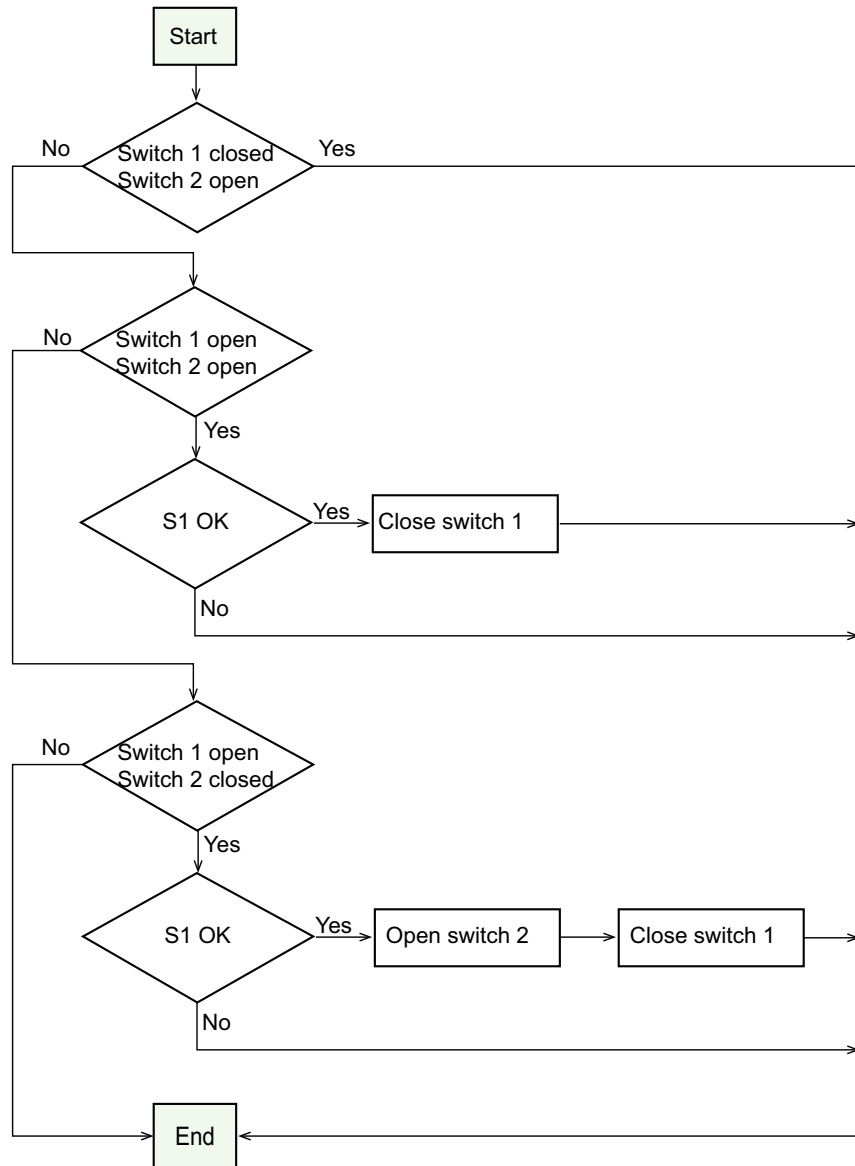 Start
No
Yes
Switch 1 closed
Switch 2 open
No
Switch 1 open
Switch 2 open
Yes
S1 OK
Yes
Close switch 1
No
No
Switch 1 open
Switch 2 closed
Yes
S1 OK
Yes
Open switch 2
Close switch 1
No
End